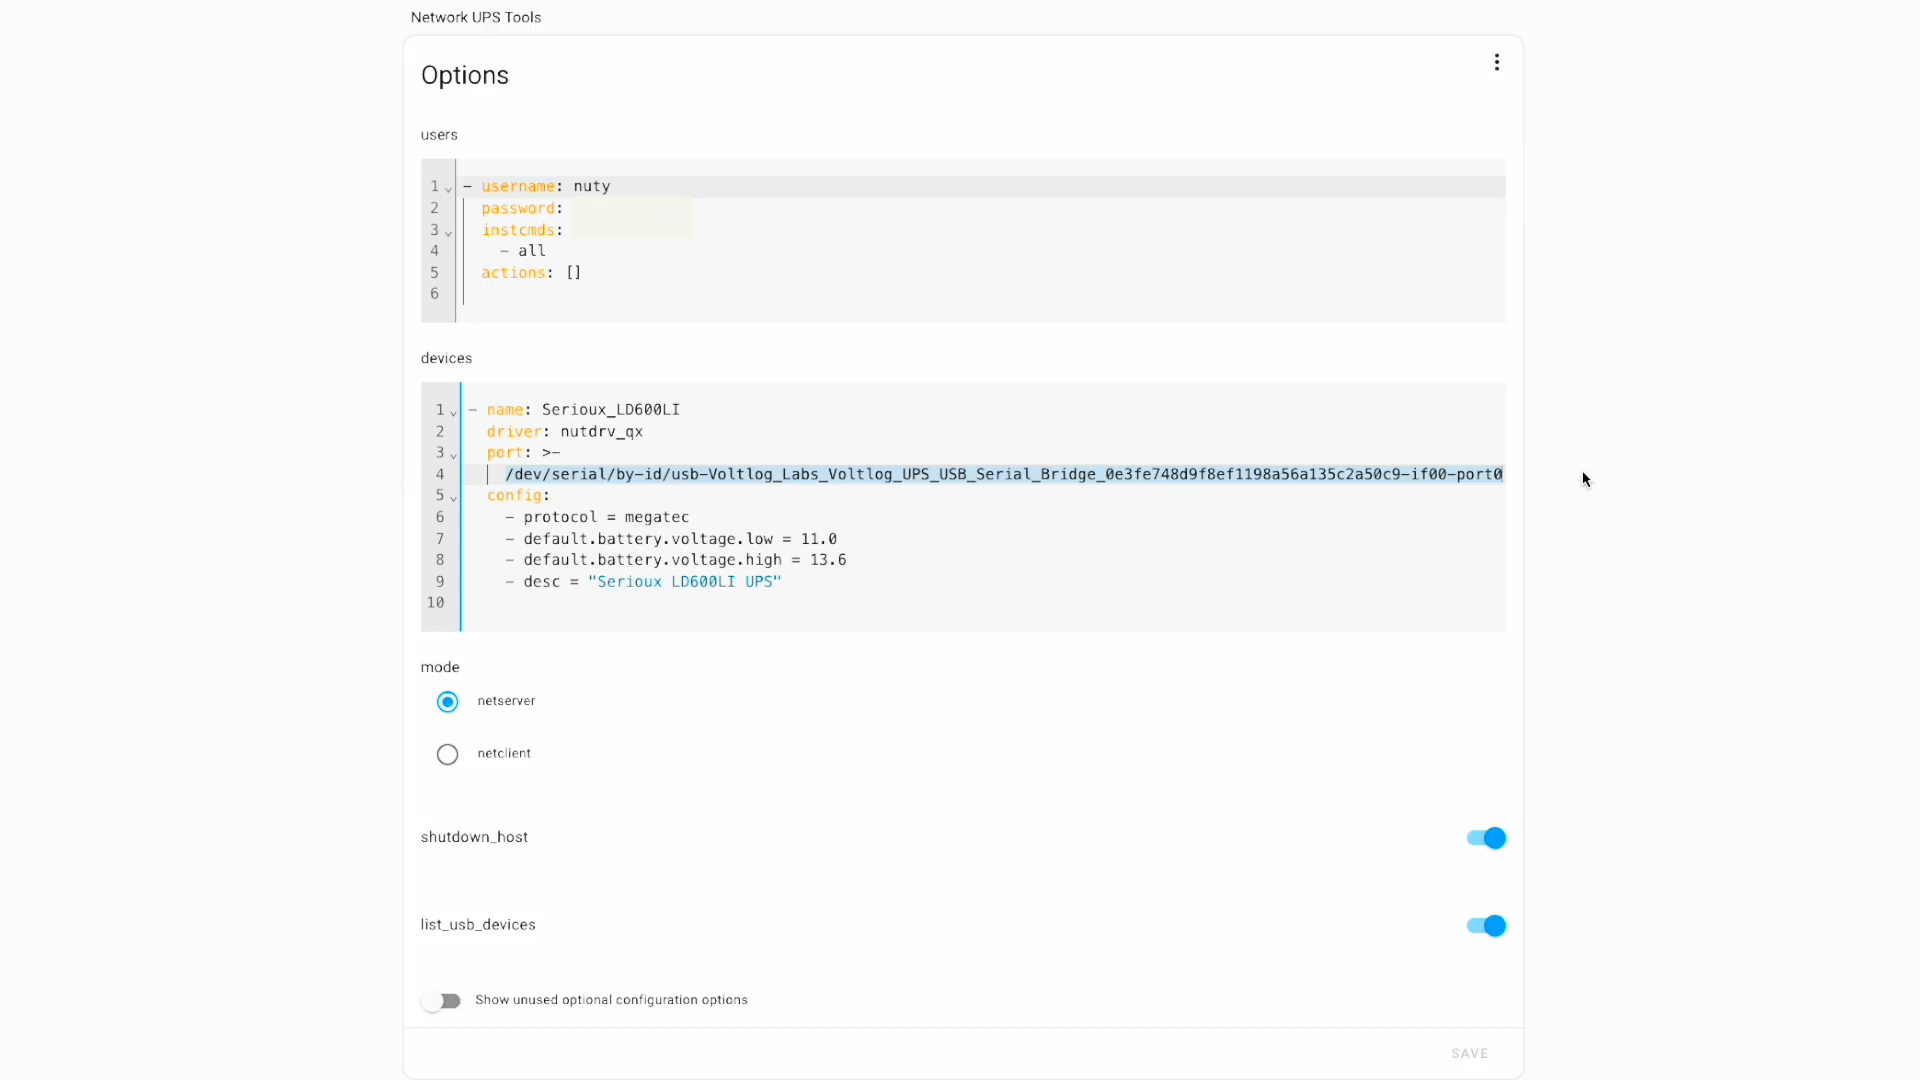 Network UPS Tools
Options
users
1 - username: nuty
2 password:
3 instcmds:
4 - all
5 actions: []
6
devices
1 - name: Serioux_LD600LI
2 driver: nutdrv_qx
3 port: >-
4 /dev/serial/by-id/usb-Voltlog_Labs_Voltlog_UPS_USB_Serial_Bridge_0e3fe748d9f8ef1198a56a135c2a50c9-if00-port0
5 config:
6 - protocol = megatec
7 - default.battery.voltage.low = 11.0
8 - default.battery.voltage.high = 13.6
9 - desc = "Serioux LD600LI UPS"
10
mode
netserver
netclient
shutdown_host
list_usb_devices
Show unused optional configuration options
SAVE